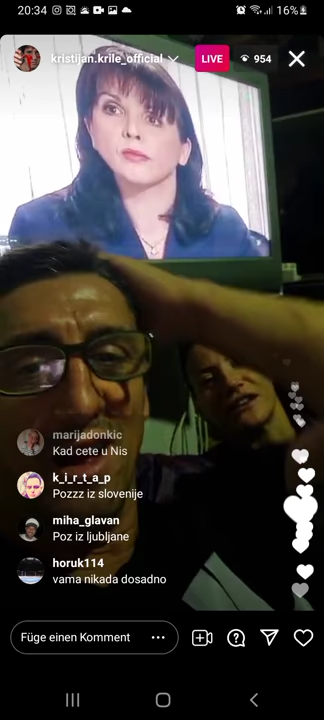 20:34
16%
kristijan.krile_official
LIVE
954
marijadonkic
Kad cete u Nis
k_i_r_t_a_p
Pozzz iz slovenije
miha_glavan
Poz iz ljubljane
horuk114
vama nikada dosadno
Füge einen Komment